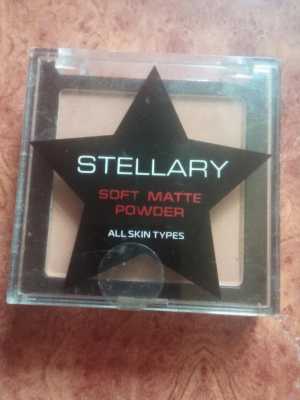 STELLARY
SOFT MATTE
POWDER
ALL SKIN TYPES